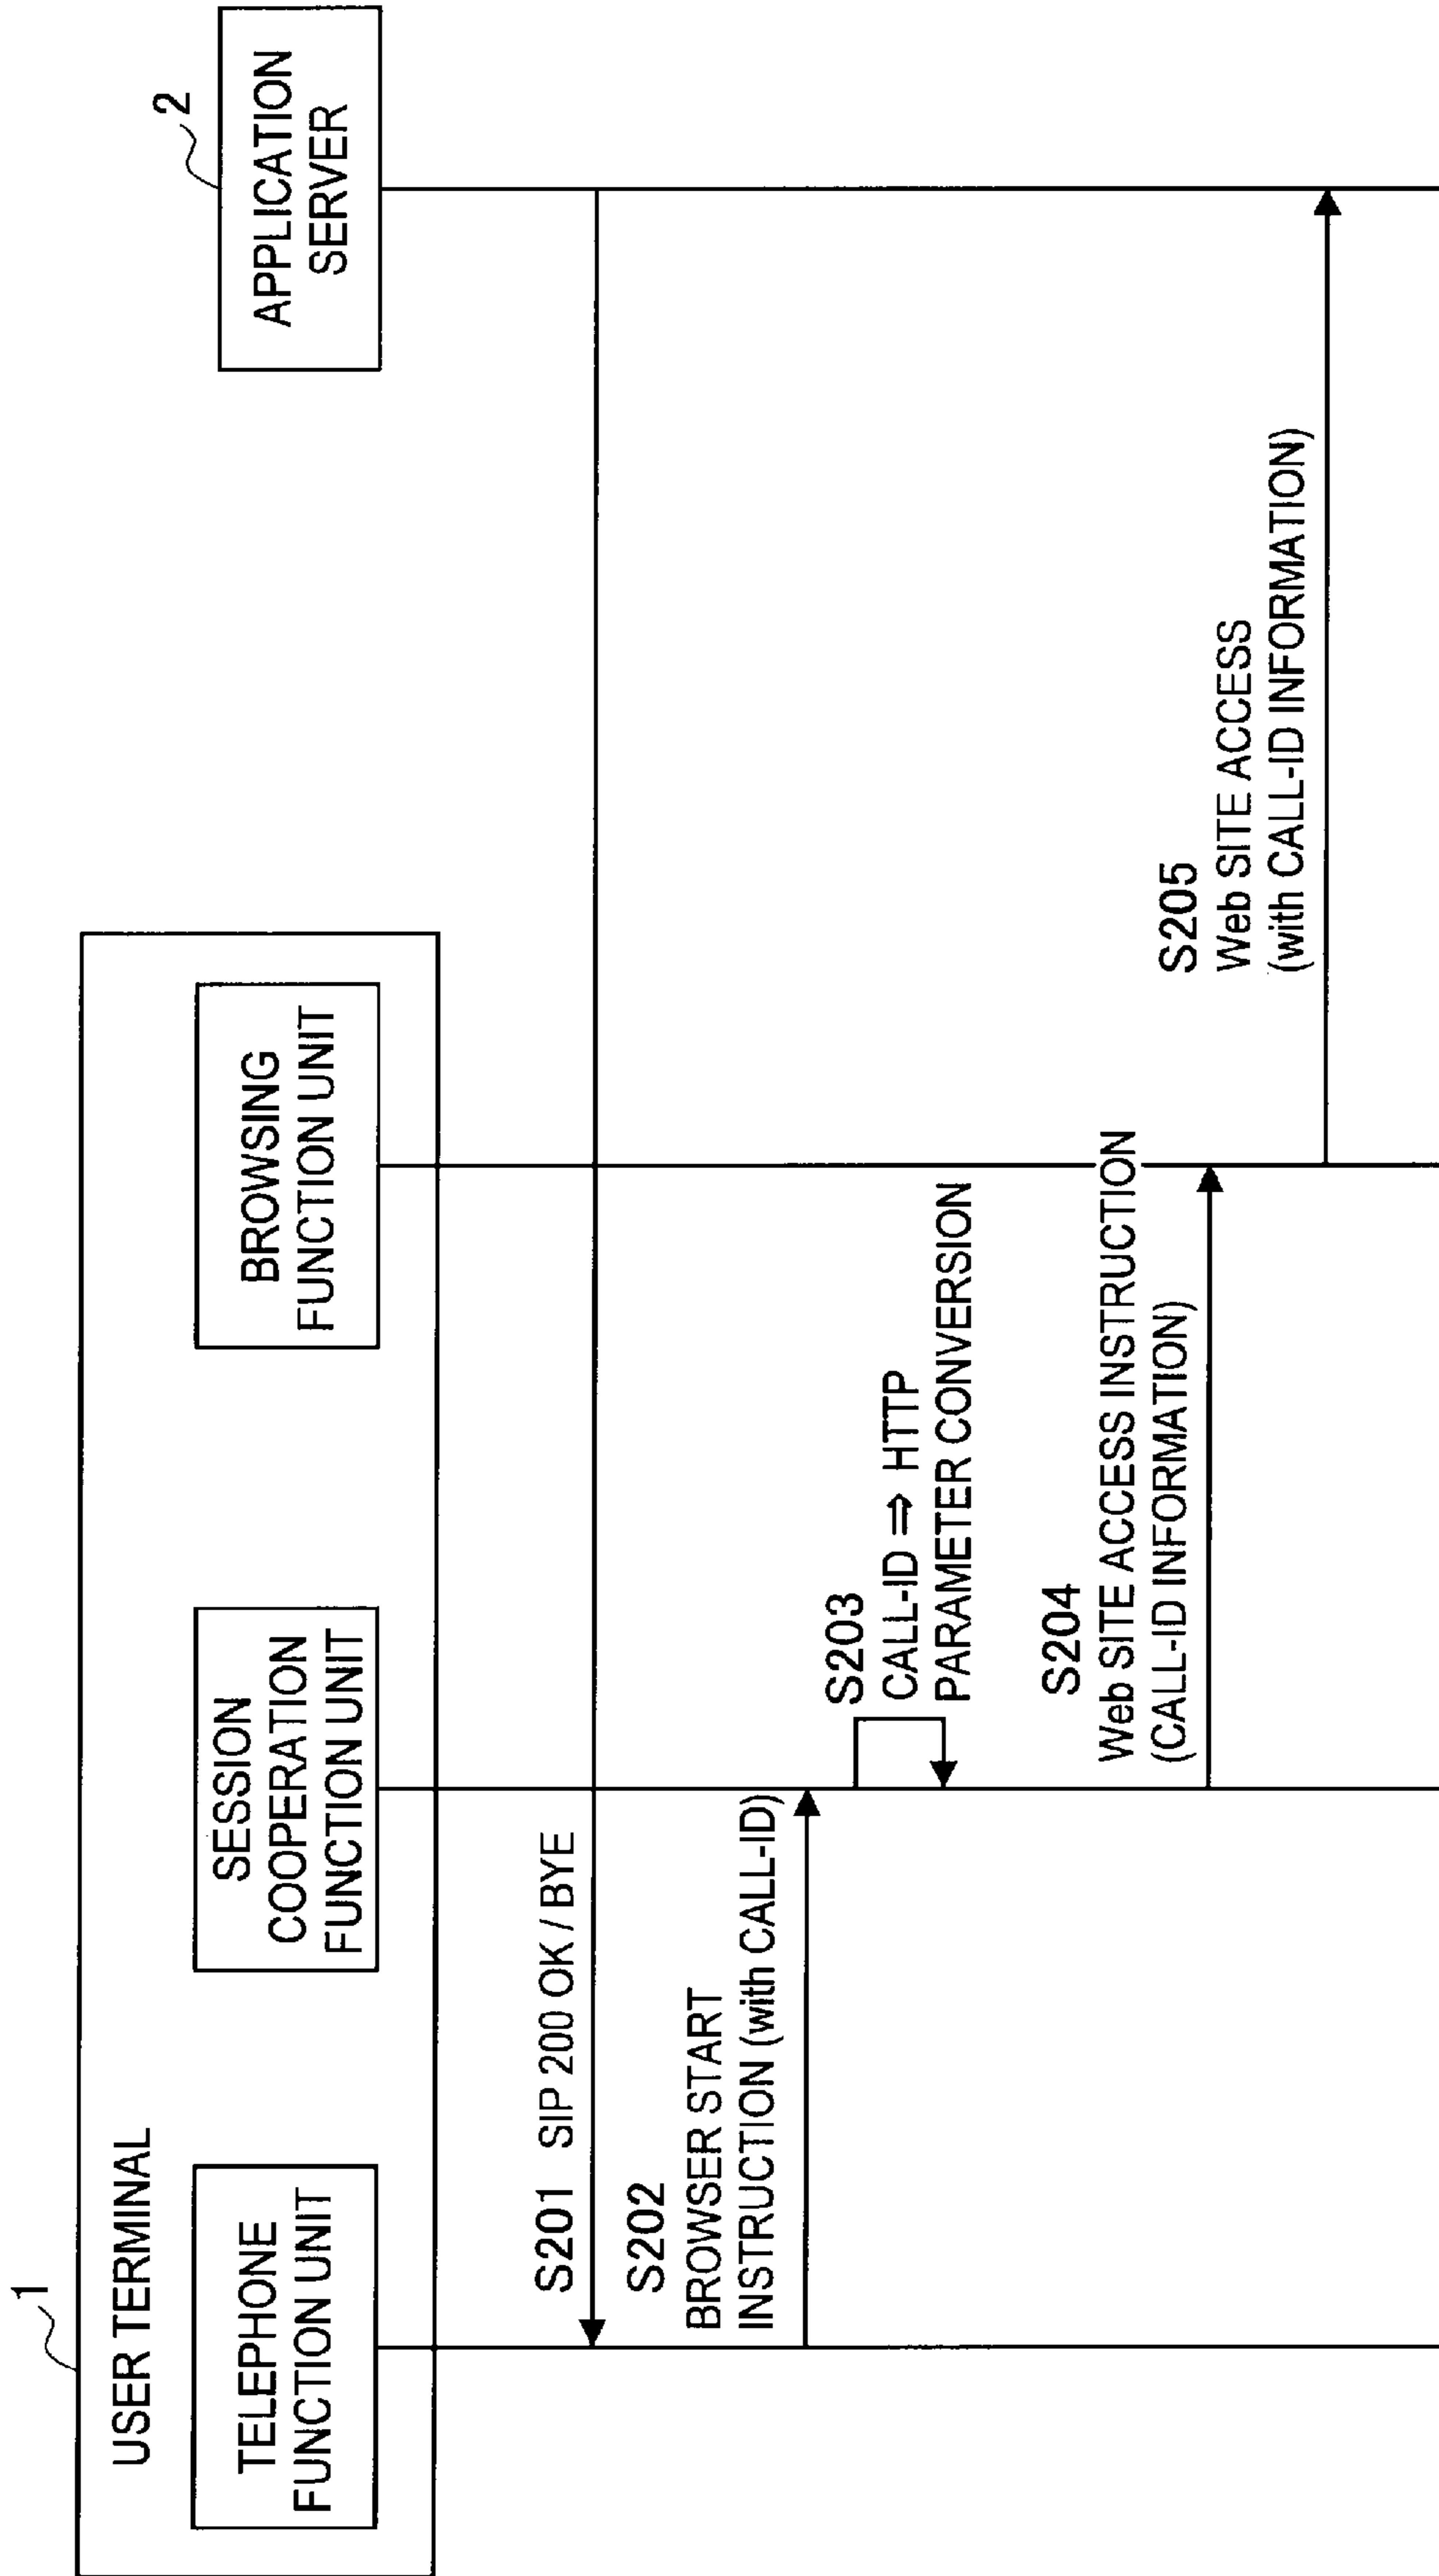 1
USER TERMINAL
TELEPHONE
FUNCTION UNIT
SESSION
COOPERATION
FUNCTION UNIT
BROWSING
FUNCTION UNIT
2
APPLICATION
SERVER
S201 SIP 200 OK / BYE
S202
BROWSER START
INSTRUCTION (with CALL-ID)
S203
CALL-ID ⇒ HTTP
PARAMETER CONVERSION
S204
Web SITE ACCESS INSTRUCTION
(CALL-ID INFORMATION)
S205
Web SITE ACCESS
(with CALL-ID INFORMATION)